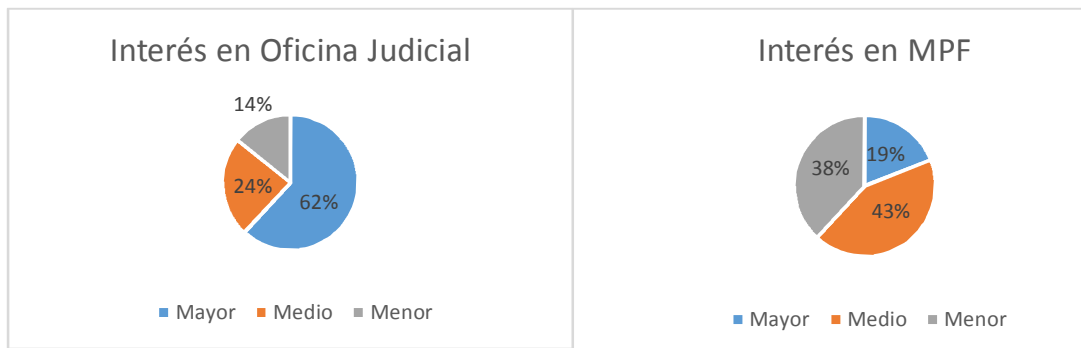 Interés en Oficina Judicial
14%
24%
62%
Mayor Medio Menor
Interés en MPF
19%
38%
43%
Mayor Medio Menor